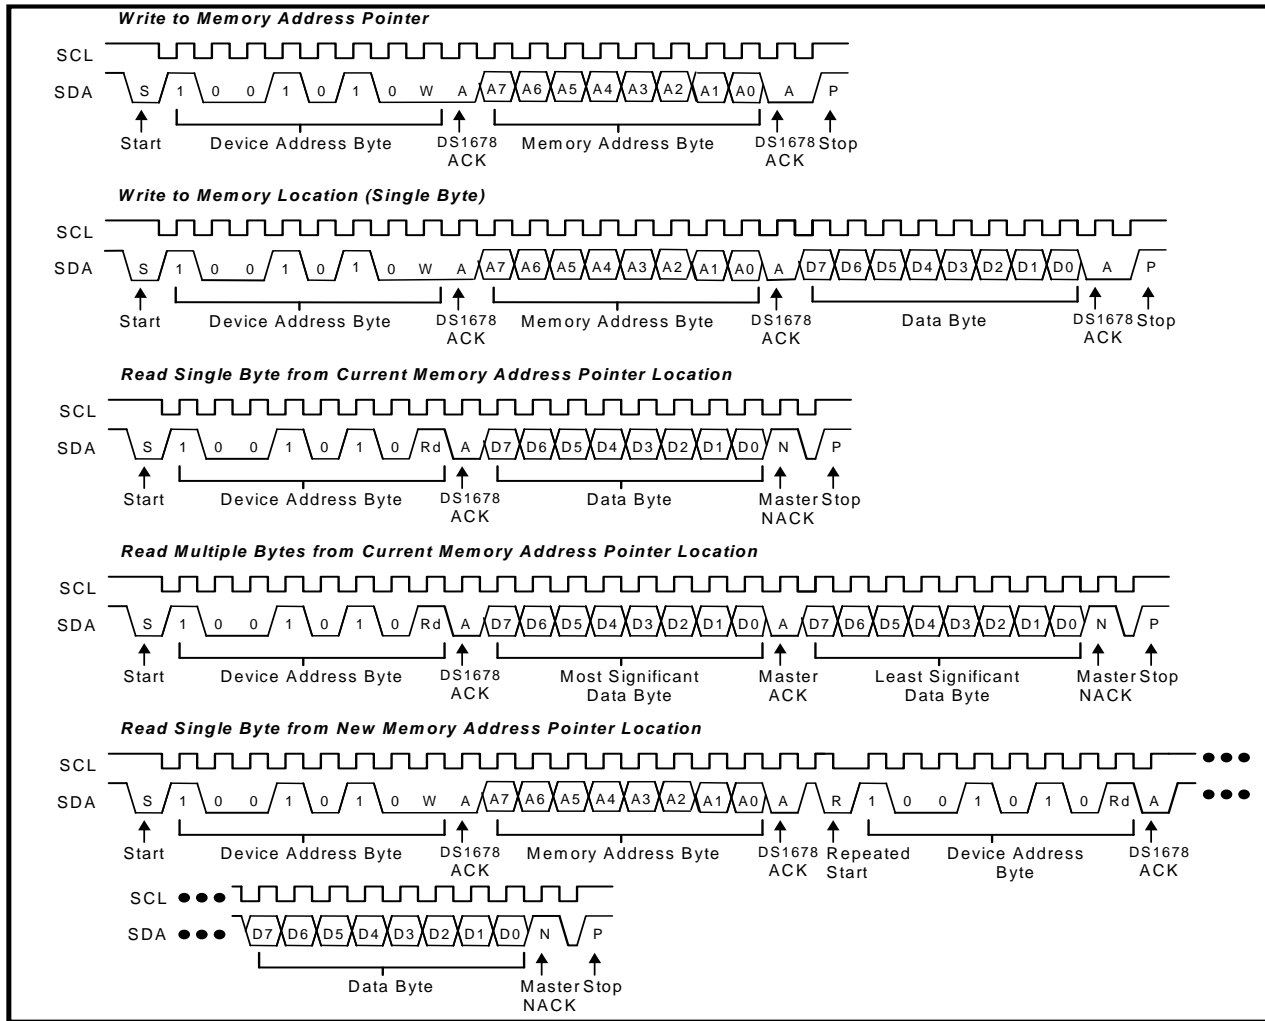 Write to Memory Address Pointer
SCL
SDA S 1 0 0 1 0 1 0 W A A7 A6 A5 A4 A3 A2 A1 A0 A P
Start Device Address Byte DS1678 Memory Address Byte DS1678 Stop
ACK ACK
Write to Memory Location (Single Byte)
SCL
SDA S 1 0 0 1 0 1 0 W A A7 A6 A5 A4 A3 A2 A1 A0 A D7 D6 D5 D4 D3 D2 D1 D0 A P
Start Device Address Byte DS1678 Memory Address Byte DS1678 Data Byte DS1678 Stop
ACK ACK ACK
Read Single Byte from Current Memory Address Pointer Location
SCL
SDA S 1 0 0 1 0 1 0 Rd A D7 D6 D5 D4 D3 D2 D1 D0 N P
Start Device Address Byte DS1678 Data Byte Master Stop
ACK NACK
Read Multiple Bytes from Current Memory Address Pointer Location
SCL
SDA S 1 0 0 1 0 1 0 Rd A D7 D6 D5 D4 D3 D2 D1 D0 A D7 D6 D5 D4 D3 D2 D1 D0 N P
Start Device Address Byte DS1678 Most Significant Master Least Significant Master Stop
ACK Data Byte ACK Data Byte NACK
Read Single Byte from New Memory Address Pointer Location
SCL
SDA S 1 0 0 1 0 1 0 W A A7 A6 A5 A4 A3 A2 A1 A0 A R 1 0 0 1 0 1 0 Rd A
Start Device Address Byte DS1678 Memory Address Byte DS1678 Repeated Device Address DS1678
ACK ACK Start Byte ACK
SCL
SDA D7 D6 D5 D4 D3 D2 D1 D0 N P
Data Byte Master Stop
NACK